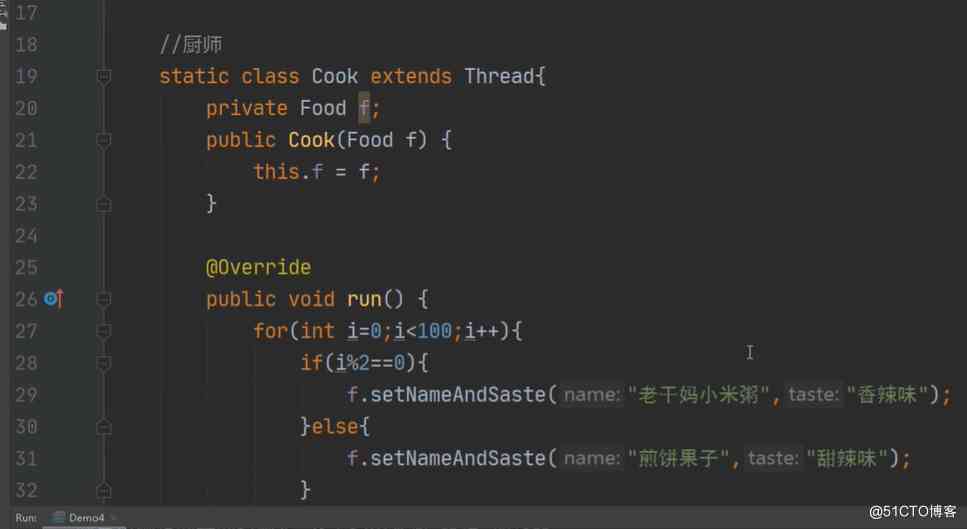 17
18 //厨师
19 static class Cook extends Thread{
20 private Food f;
21 public Cook(Food f) {
22 this.f = f;
23 }
24
25 @Override
26 public void run() {
27 for(int i=0;i<100;i++){
28 if(i%2==0){
29 f.setNameAndSaste( name: "老干妈小米粥", taste: "香辣味");
30 }else{
31 f.setNameAndSaste( name: "煎饼果子", taste: "甜辣味");
32 }
Run: Demo4 ×
@51CTO博客